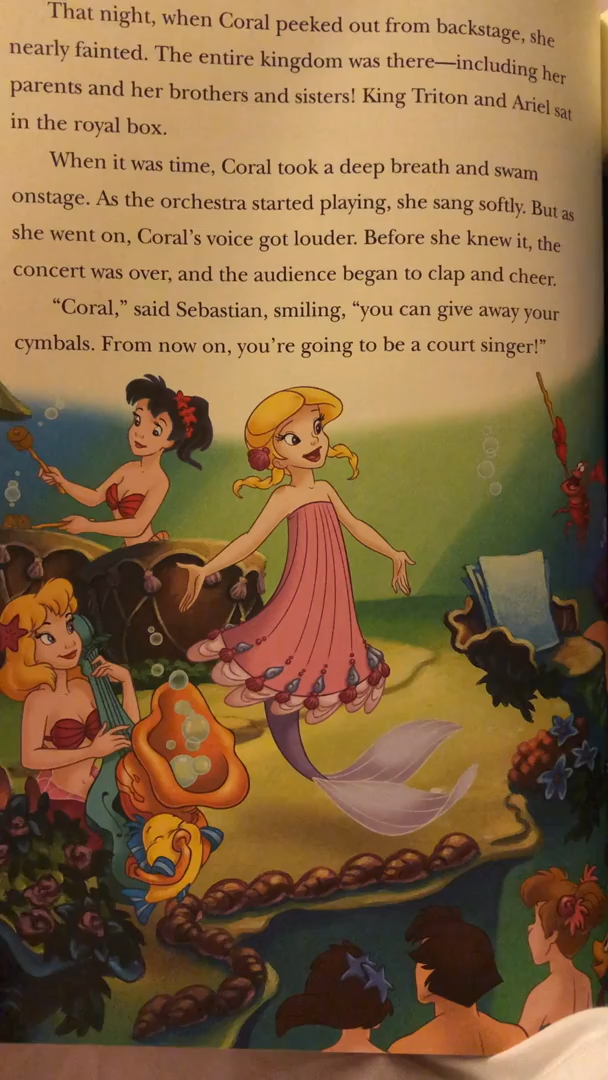 That night, when Coral peeked out from backstage, she
nearly fainted. The entire kingdom was there—including her
parents and her brothers and sisters! King Triton and Ariel sat
in the royal box.
When it was time, Coral took a deep breath and swam
onstage. As the orchestra started playing, she sang softly. But as
she went on, Coral's voice got louder. Before she knew it, the
concert was over, and the audience began to clap and cheer.
"Coral," said Sebastian, smiling, "you can give away your
cymbals. From now on, you're going to be a court singer!"